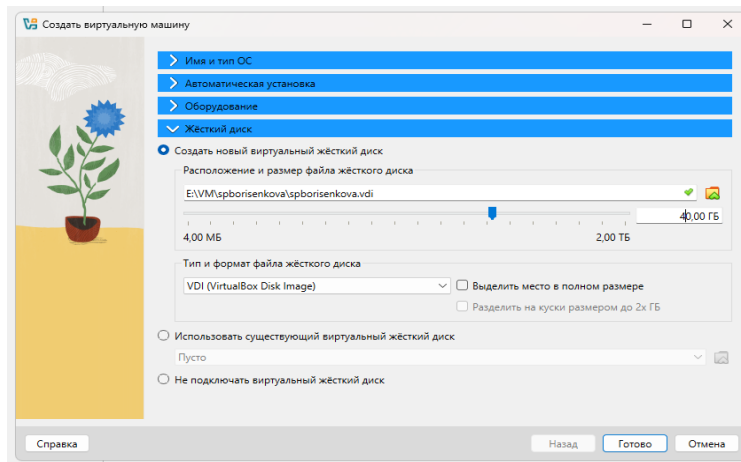 Создать виртуальную машину
Имя и тип ОС
Автоматическая установка
Оборудование
Жёсткий диск
Создать новый виртуальный жёсткий диск
Расположение и размер файла жёсткого диска
E:\VM\spborisenkova\spborisenkova.vdi
40,00 ГБ
4,00 МБ 2,00 ТБ
Тип и формат файла жёсткого диска
VDI (VirtualBox Disk Image) Выделить место в полном размере
Разделить на куски размером до 2х ГБ
Использовать существующий виртуальный жёсткий диск
Пусто
Не подключать виртуальный жёсткий диск
Справка Назад Готово Отмена